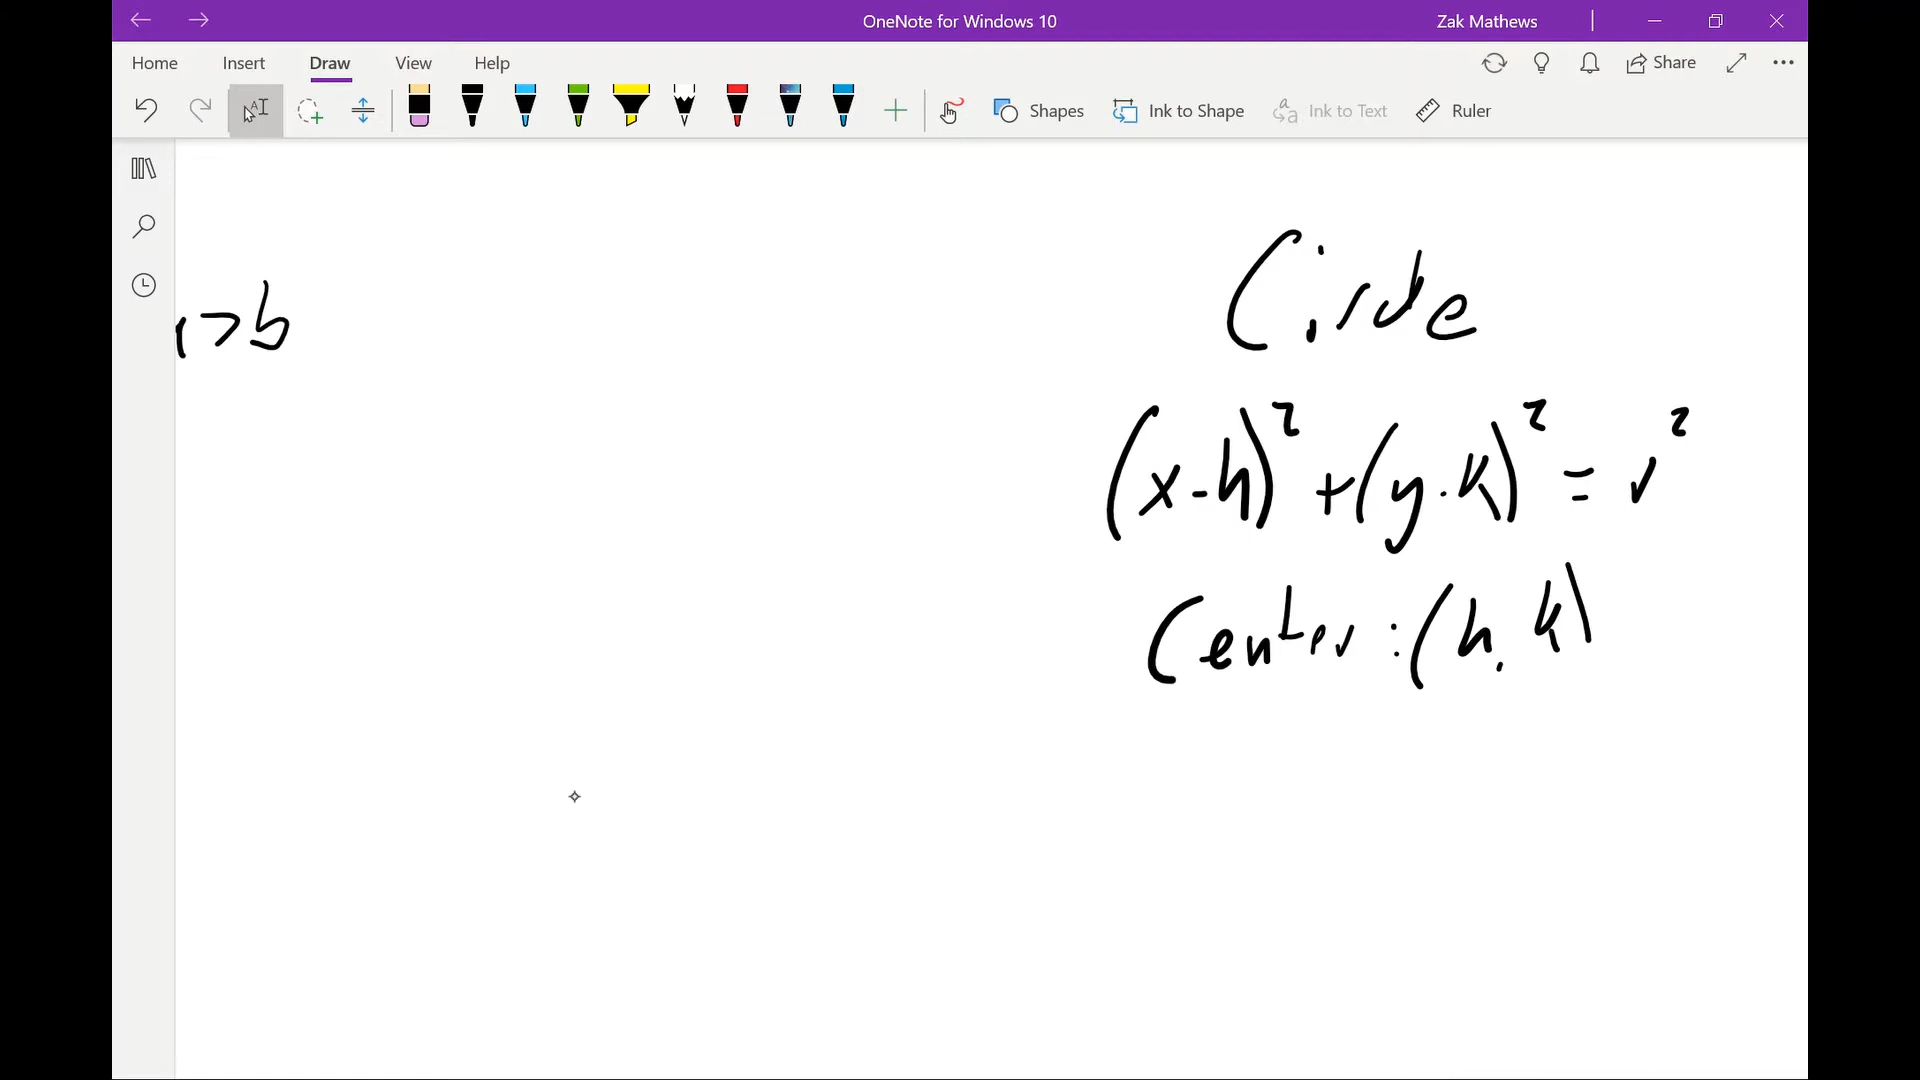 OneNote for Windows 10
Zak Mathews
Home Insert Draw View Help
Share
Shapes Ink to Shape Ink to Text Ruler
>b
Circle
(x-h)² + (y-k)² = r²
Center: (h, k)